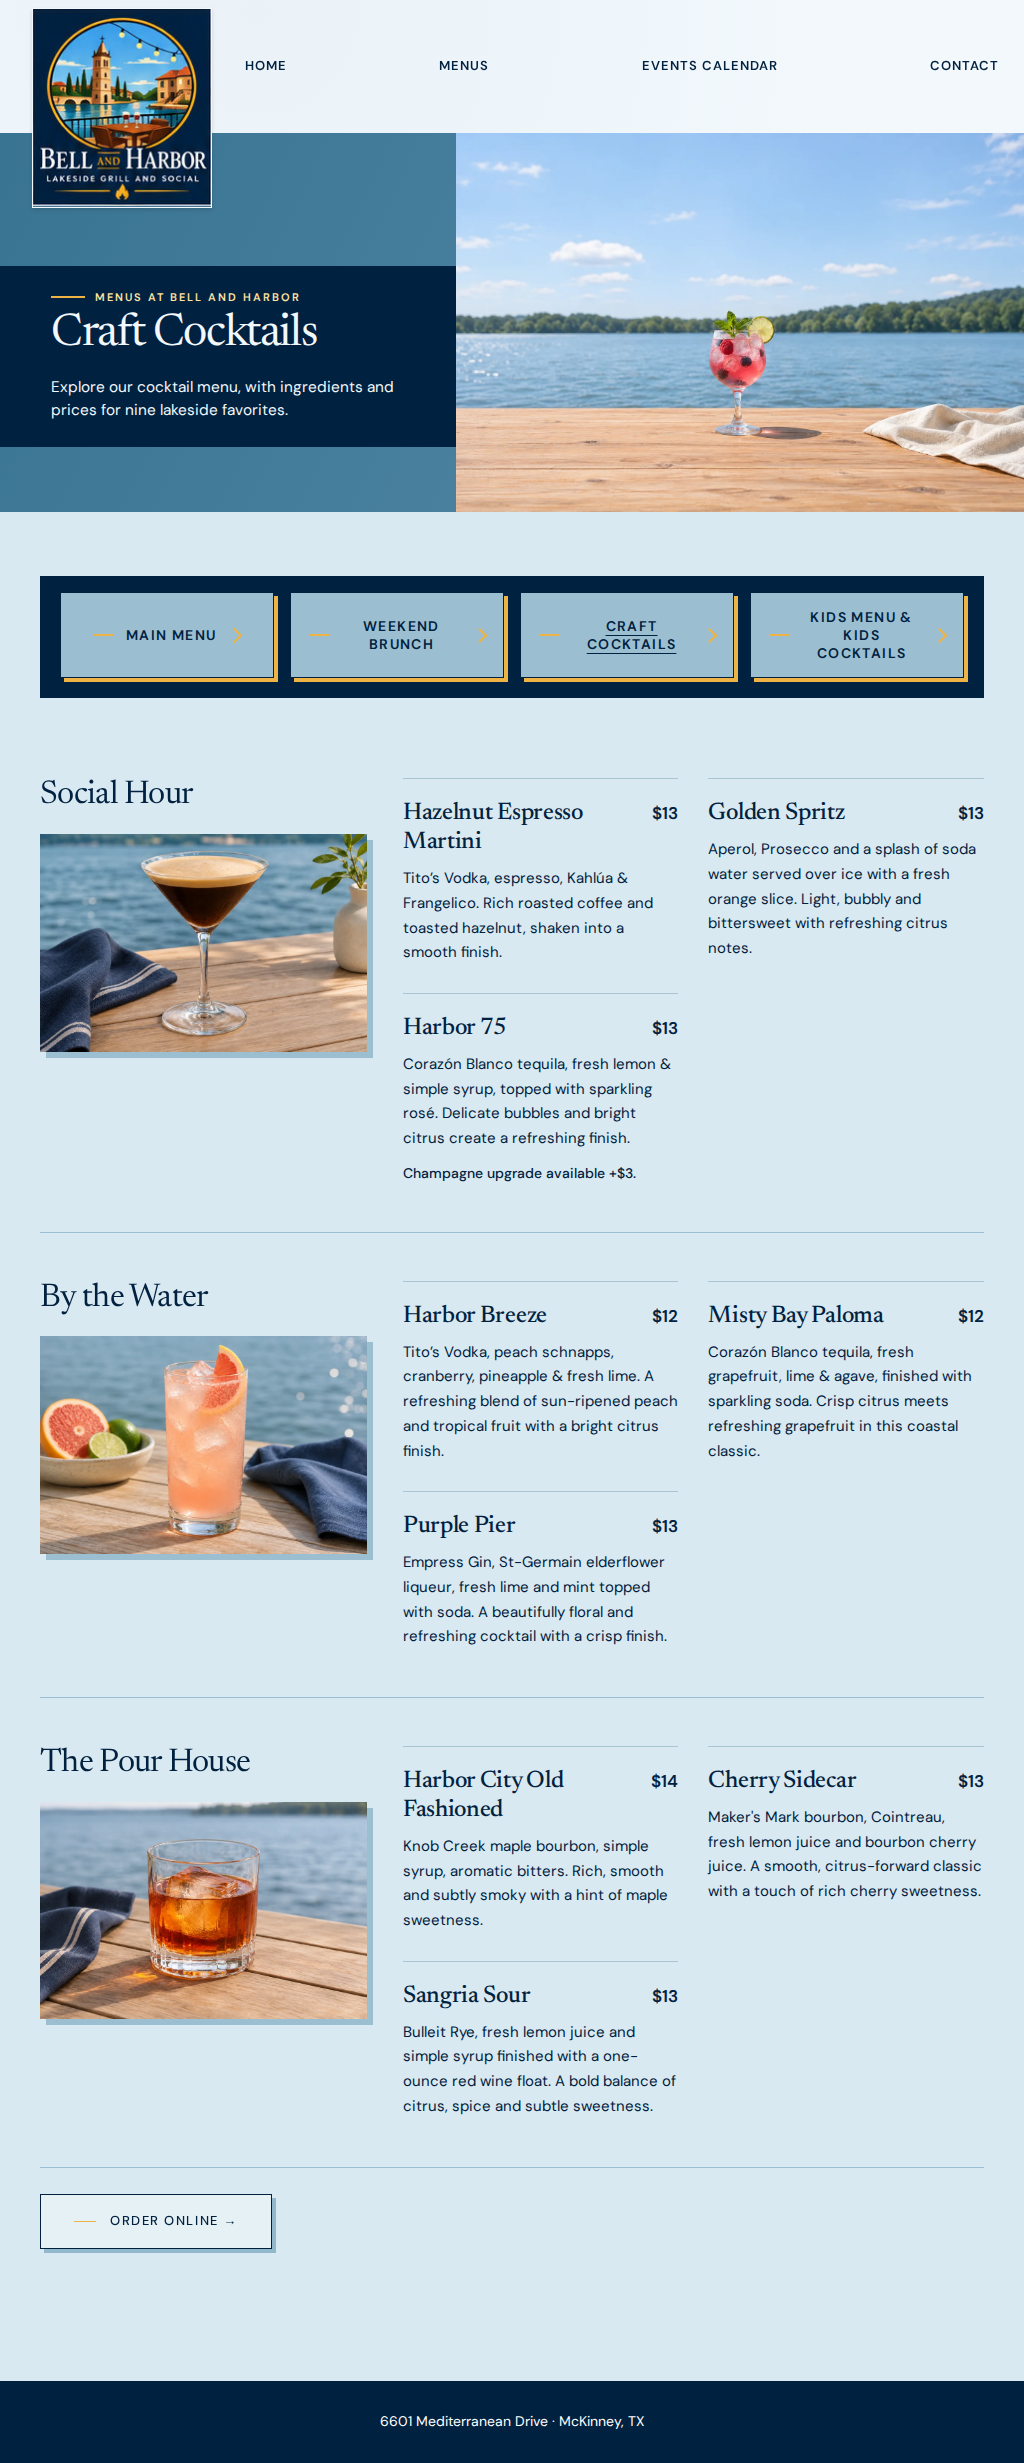 BELL AND HARBOR
LAKESIDE GRILL AND SOCIAL
HOME
MENUS
EVENTS CALENDAR
CONTACT
MENUS AT BELL AND HARBOR
Craft Cocktails
Explore our cocktail menu, with ingredients and
prices for nine lakeside favorites.
MAIN MENU
WEEKEND
BRUNCH
CRAFT
COCKTAILS
KIDS MENU &
KIDS
COCKTAILS
Social Hour
Hazelnut Espresso
Martini
$13
Tito’s Vodka, espresso, Kahlúa &
Frangelico. Rich roasted coffee and
toasted hazelnut, shaken into a
smooth finish.
Golden Spritz
$13
Aperol, Prosecco and a splash of soda
water served over ice with a fresh
orange slice. Light, bubbly and
bittersweet with refreshing citrus
notes.
Harbor 75
$13
Corazón Blanco tequila, fresh lemon &
simple syrup, topped with sparkling
rosé. Delicate bubbles and bright
citrus create a refreshing finish.
Champagne upgrade available +$3.
By the Water
Harbor Breeze
$12
Tito’s Vodka, peach schnapps,
cranberry, pineapple & fresh lime. A
refreshing blend of sun-ripened peach
and tropical fruit with a bright citrus
finish.
Misty Bay Paloma
$12
Corazón Blanco tequila, fresh
grapefruit, lime & agave, finished with
sparkling soda. Crisp citrus meets
refreshing grapefruit in this coastal
classic.
Purple Pier
$13
Empress Gin, St-Germain elderflower
liqueur, fresh lime and mint topped
with soda. A beautifully floral and
refreshing cocktail with a crisp finish.
The Pour House
Harbor City Old
Fashioned
$14
Knob Creek maple bourbon, simple
syrup, aromatic bitters. Rich, smooth
and subtly smoky with a hint of maple
sweetness.
Cherry Sidecar
$13
Maker's Mark bourbon, Cointreau,
fresh lemon juice and bourbon cherry
juice. A smooth, citrus-forward classic
with a touch of rich cherry sweetness.
Sangria Sour
$13
Bulleit Rye, fresh lemon juice and
simple syrup finished with a one-
ounce red wine float. A bold balance of
citrus, spice and subtle sweetness.
ORDER ONLINE →
6601 Mediterranean Drive · McKinney, TX